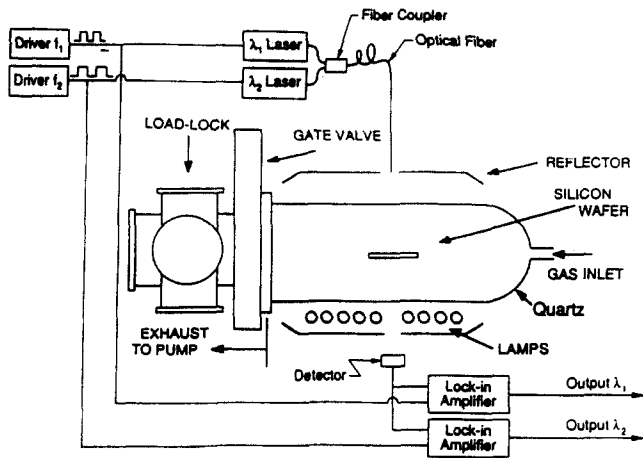 Driver f1
Driver f2
λ1 Laser
λ2 Laser
Fiber Coupler
Optical Fiber
LOAD-LOCK
GATE VALVE
REFLECTOR
SILICON
WAFER
GAS INLET
Quartz
EXHAUST
TO PUMP
LAMPS
Detector
Lock-in
Amplifier
Output λ1
Lock-in
Amplifier
Output λ2